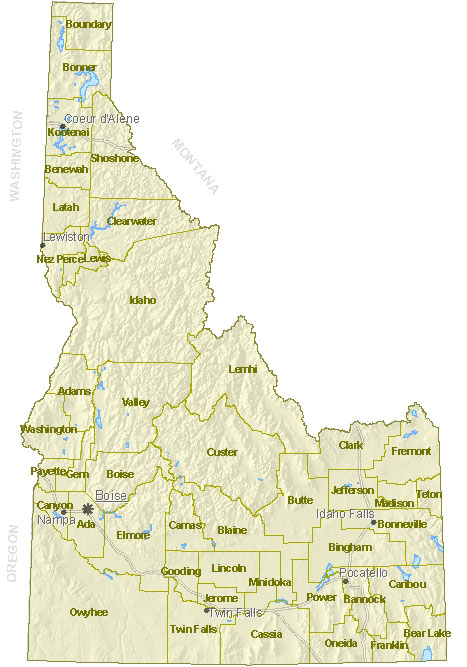 Boundary
Bonner
WASHINGTON
Coeur d'Alene
Kootenai
MONTANA
Shoshone
Benewah
Latah
Clearwater
Lewiston
Nez Perce
Lewis
Idaho
Lemhi
Adams
Valley
Washington
Custer
Clark
Fremont
Payette
Gem
Boise
Butte
Jefferson
Teton
Madison
Canyon
Boise
Nampa
Ada
Elmore
Camas
Blaine
Idaho Falls
Bonneville
OREGON
Bingham
Gooding
Lincoln
Minidoka
Pocatello
Caribou
Jerome
Power
Bannock
Owyhee
Twin Falls
Twin Falls
Cassia
Oneida
Franklin
Bear Lake